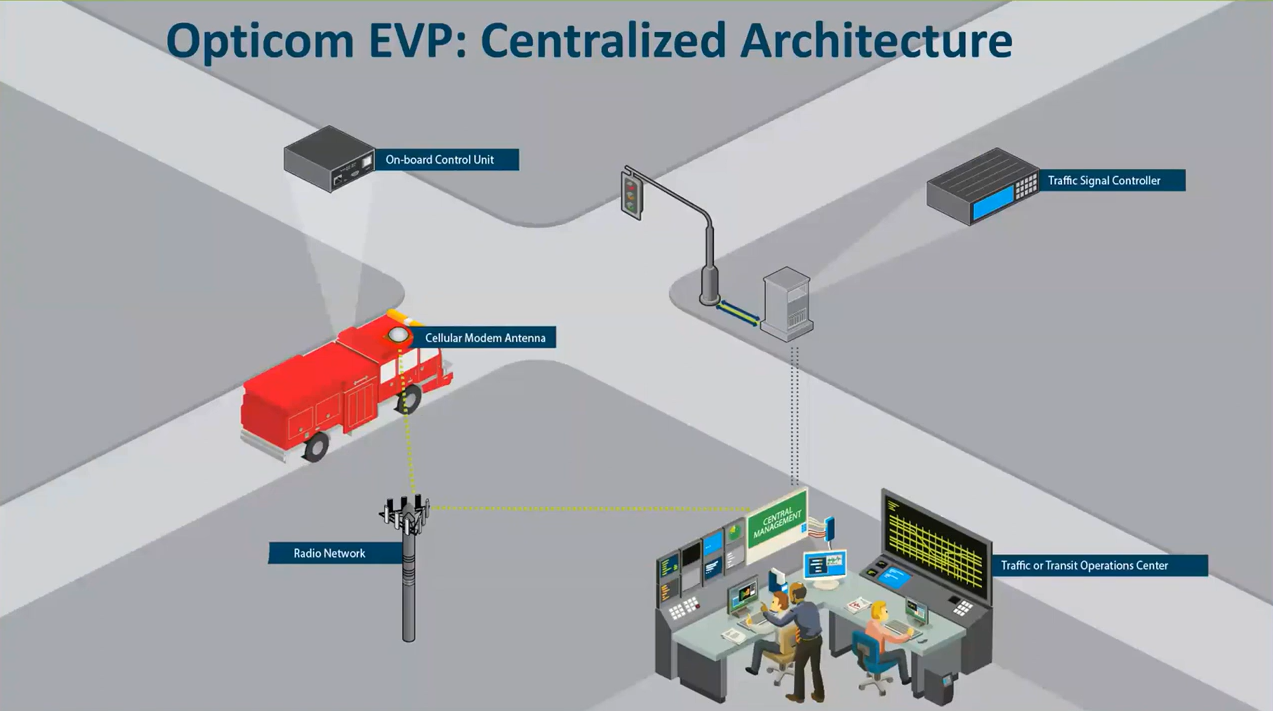 Opticom EVP: Centralized Architecture
On-board Control Unit
Traffic Signal Controller
Cellular Modem Antenna
CENTRAL
MANAGEMENT
Radio Network
Traffic or Transit Operations Center